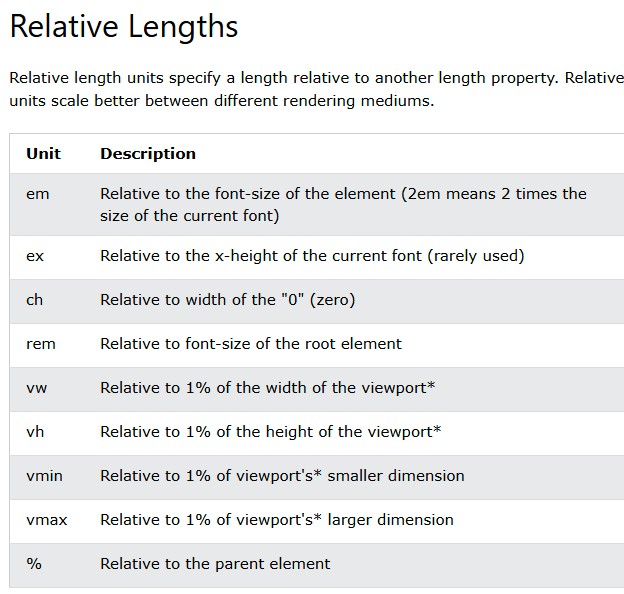 Relative Lengths
Relative length units specify a length relative to another length property. Relative
units scale better between different rendering mediums.
Unit Description
em Relative to the font-size of the element (2em means 2 times the
size of the current font)
ex Relative to the x-height of the current font (rarely used)
ch Relative to width of the "0" (zero)
rem Relative to font-size of the root element
vw Relative to 1% of the width of the viewport*
vh Relative to 1% of the height of the viewport*
vmin Relative to 1% of viewport's* smaller dimension
vmax Relative to 1% of viewport's* larger dimension
% Relative to the parent element